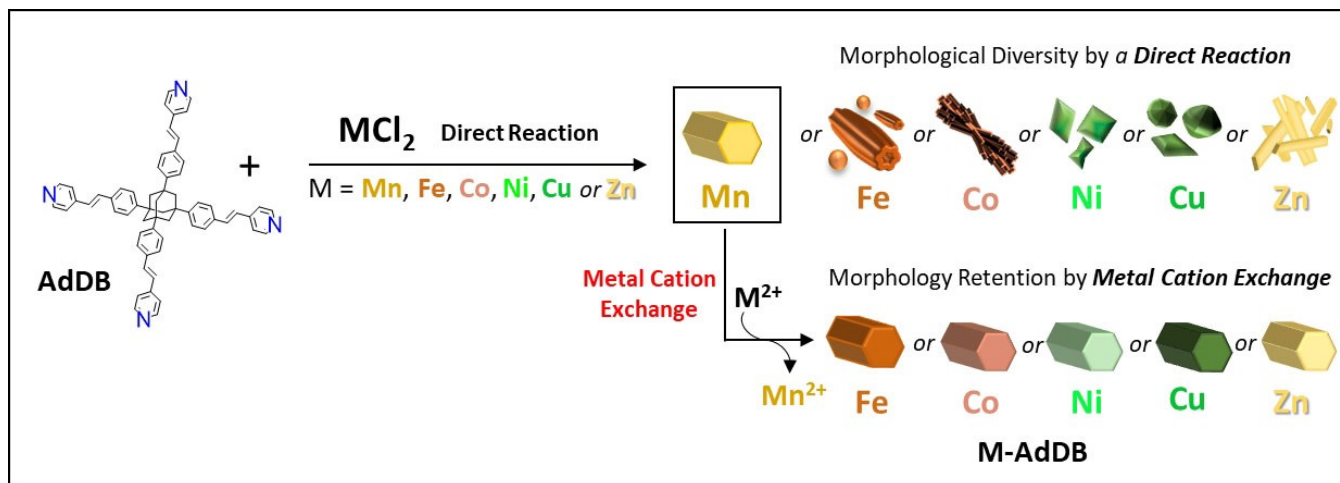 Morphological Diversity by a Direct Reaction
N
N
N
N
AdDB
+
MCl₂ Direct Reaction
M = Mn, Fe, Co, Ni, Cu or Zn
Mn
or Fe or Co or Ni or Cu or Zn
Metal Cation
Exchange
M²⁺
Mn²⁺
Morphology Retention by Metal Cation Exchange
Fe or Co or Ni or Cu or Zn
M-AdDB